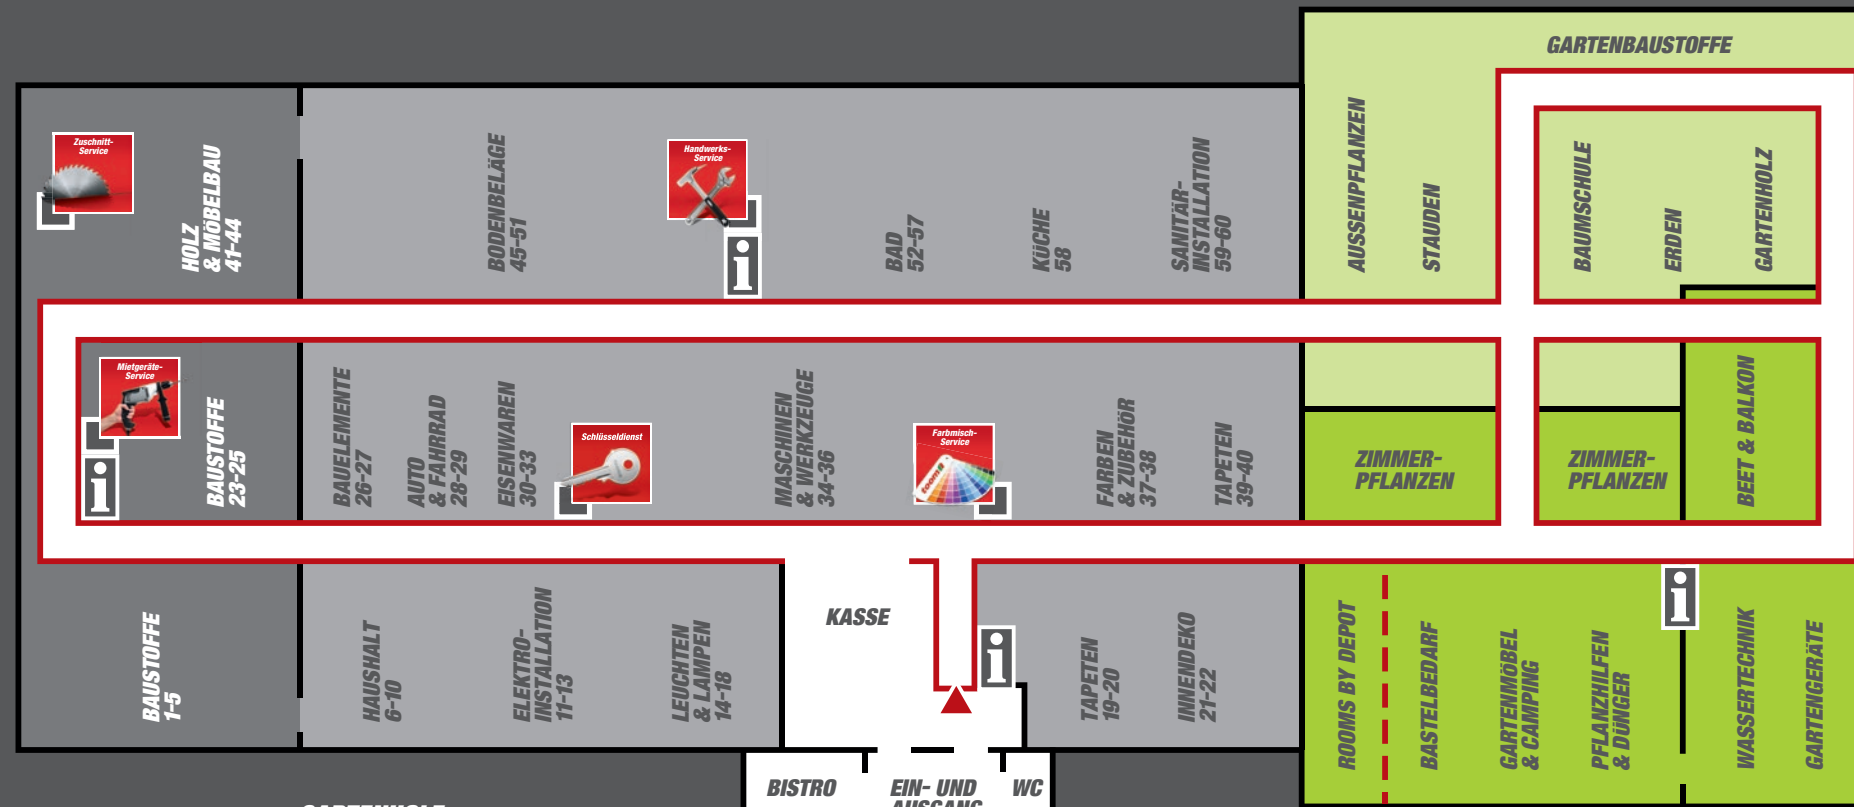 GARTENBAUSTOFFE
Zuschnitt-
Service
HOLZ
& MÖBELBAU
41-44
BODENBELÄGE
45-51
Handwerks-
Service
i
BAD
52-57
KÜCHE
58
SANITÄR-
INSTALLATION
59-60
AUSSENPFLANZEN
STAUDEN
BAUMSCHULE
ERDEN
GARTENHOLZ
Mietgeräte-
Service
i
BAUSTOFFE
23-25
BAUELEMENTE
26-27
AUTO
& FAHRRAD
28-29
EISENWAREN
30-33
Schlüsseldienst
MASCHINEN
& WERKZEUGE
34-36
Farbmisch-
Service
toom
FARBEN
& ZUBEHÖR
37-38
TAPETEN
39-40
ZIMMER-
PFLANZEN
ZIMMER-
PFLANZEN
BEET & BALKON
BAUSTOFFE
1-5
HAUSHALT
6-10
ELEKTRO-
INSTALLATION
11-13
LEUCHTEN
& LAMPEN
14-18
KASSE
i
TAPETEN
19-20
INNENDEKO
21-22
ROOMS BY DEPOT
BASTELBEDARF
GARTENMÖBEL
& CAMPING
PFLANZHILFEN
& DÜNGER
i
WASSERTECHNIK
GARTENGERÄTE
BISTRO
EIN- UND
AUSGANG
WC
GARTENHOLZ